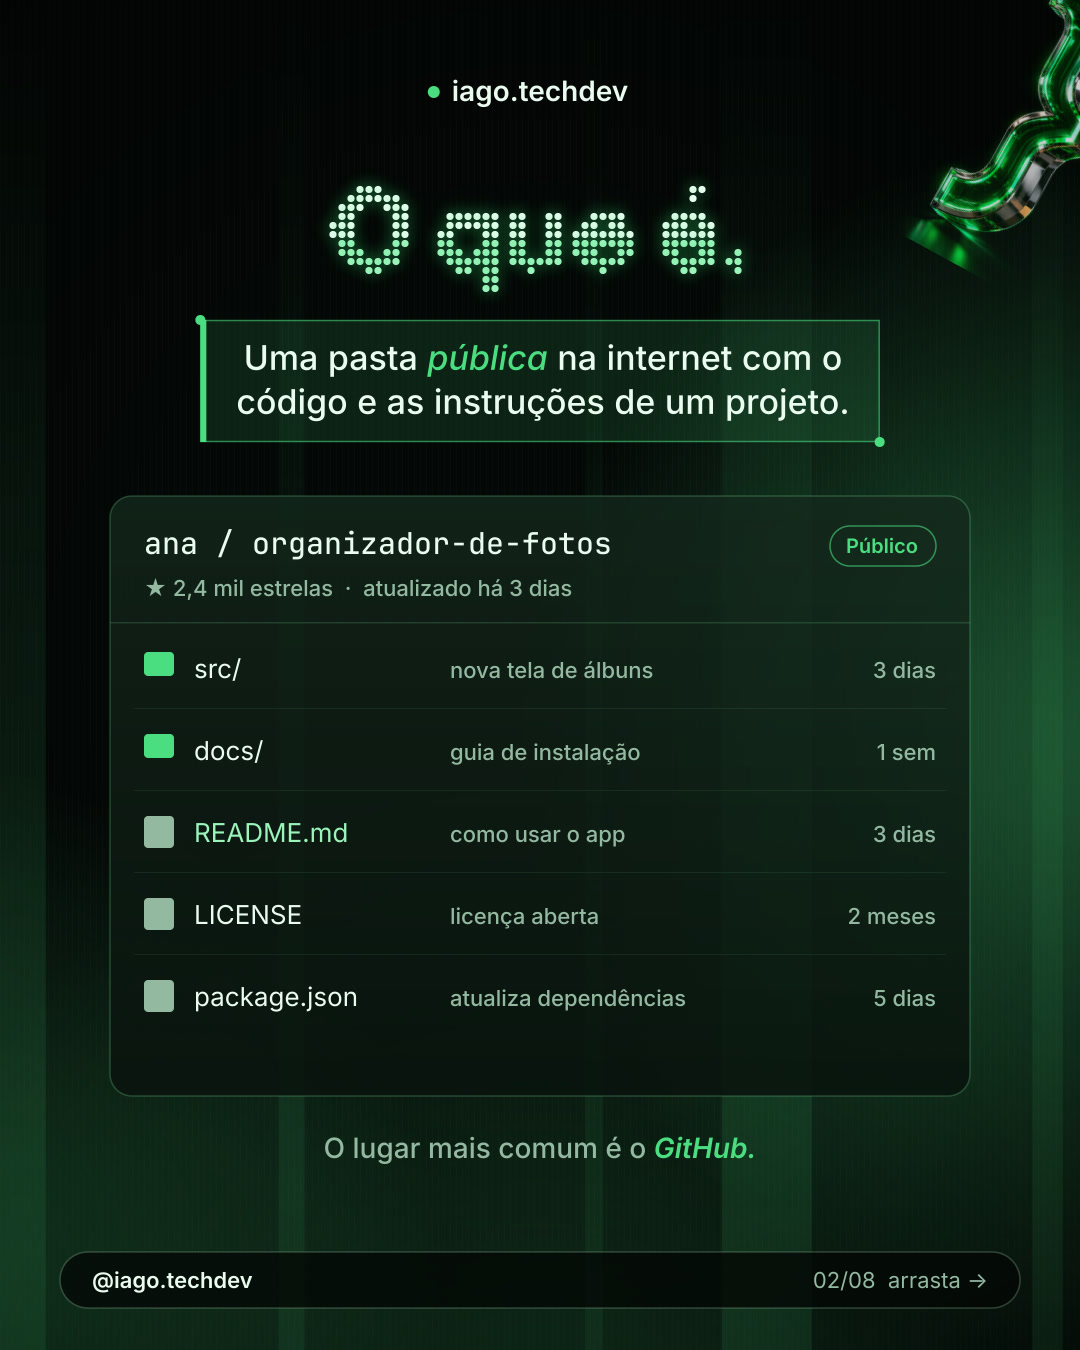 iago.techdev
O que é.
Uma pasta pública na internet com o
código e as instruções de um projeto.
ana / organizador-de-fotos
Público
★ 2,4 mil estrelas · atualizado há 3 dias
src/ nova tela de álbuns 3 dias
docs/ guia de instalação 1 sem
README.md como usar o app 3 dias
LICENSE licença aberta 2 meses
package.json atualiza dependências 5 dias
O lugar mais comum é o GitHub.
@iago.techdev 02/08 arrasta →